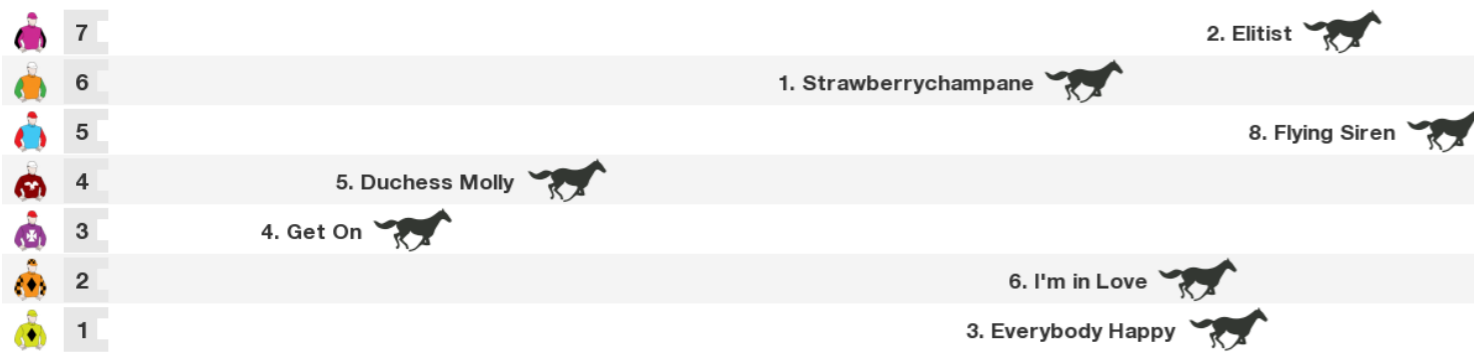 7 2. Elitist
6 1. Strawberrychampane
5 8. Flying Siren
4 5. Duchess Molly
3 4. Get On
2 6. I'm in Love
1 3. Everybody Happy